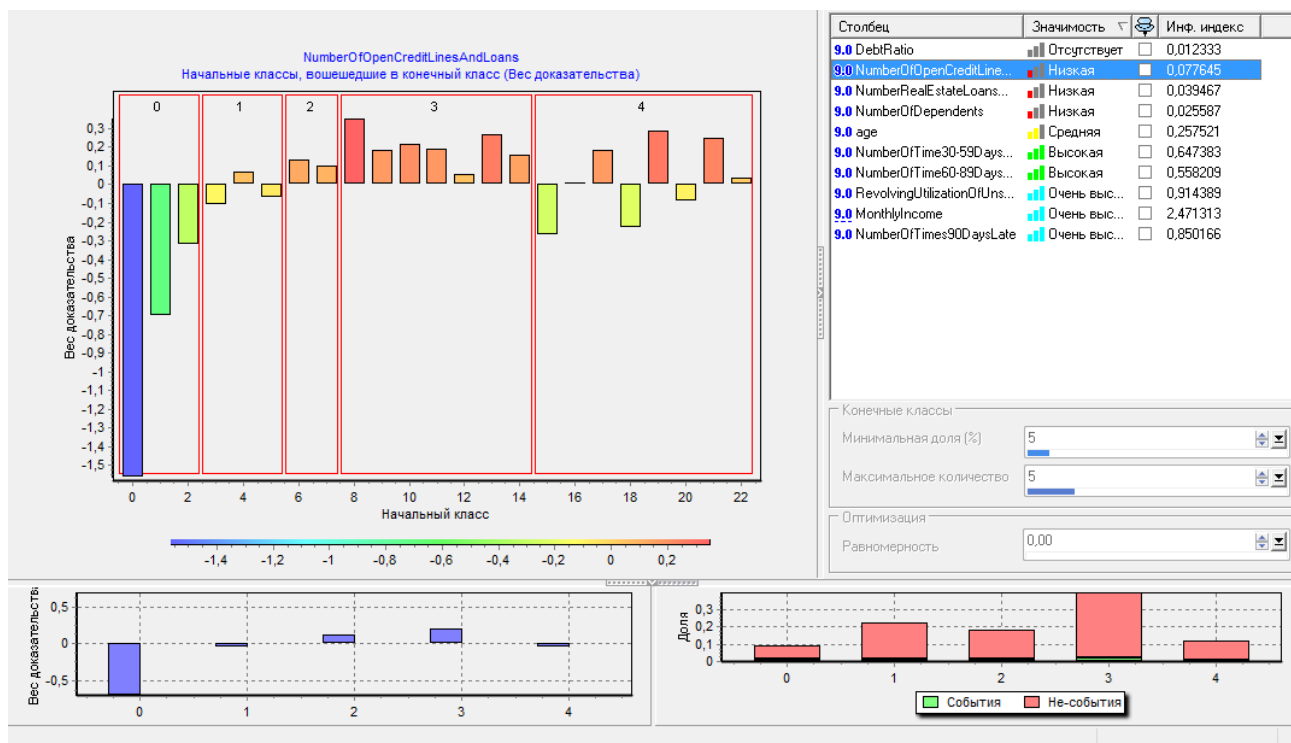 NumberOfOpenCreditLinesAndLoans
Начальные классы, вошешедшие в конечный класс (Вес доказательства)
0 1 2 3 4
Вес доказательства
0,3
0,2
0,1
0
-0,1
-0,2
-0,3
-0,4
-0,5
-0,6
-0,7
-0,8
-0,9
-1
-1,1
-1,2
-1,3
-1,4
-1,5
0 2 4 6 8 10 12 14 16 18 20 22
Начальный класс
-1,4 -1,2 -1 -0,8 -0,6 -0,4 -0,2 0 0,2
Столбец Значимость Инф. индекс
9.0 DebtRatio Отсутствует 0,012333
9.0 NumberOfOpenCreditLine... Низкая 0,077645
9.0 NumberRealEstateLoans... Низкая 0,039467
9.0 NumberOfDependents Низкая 0,025587
9.0 age Средняя 0,257521
9.0 NumberOfTime30-59Days... Высокая 0,647383
9.0 NumberOfTime60-89Days... Высокая 0,558209
9.0 RevolvingUtilizationOfUns... Очень выс... 0,914389
9.0 MonthlyIncome Очень выс... 2,471313
9.0 NumberOfTimes90DaysLate Очень выс... 0,850166
Конечные классы
Минимальная доля (%) 5
Максимальное количество 5
Оптимизация
Равномерность 0,00
Вес доказательства
0,5
0
-0,5
0 1 2 3 4
Доля
0,3
0,2
0,1
0
0 1 2 3 4
События Не-события